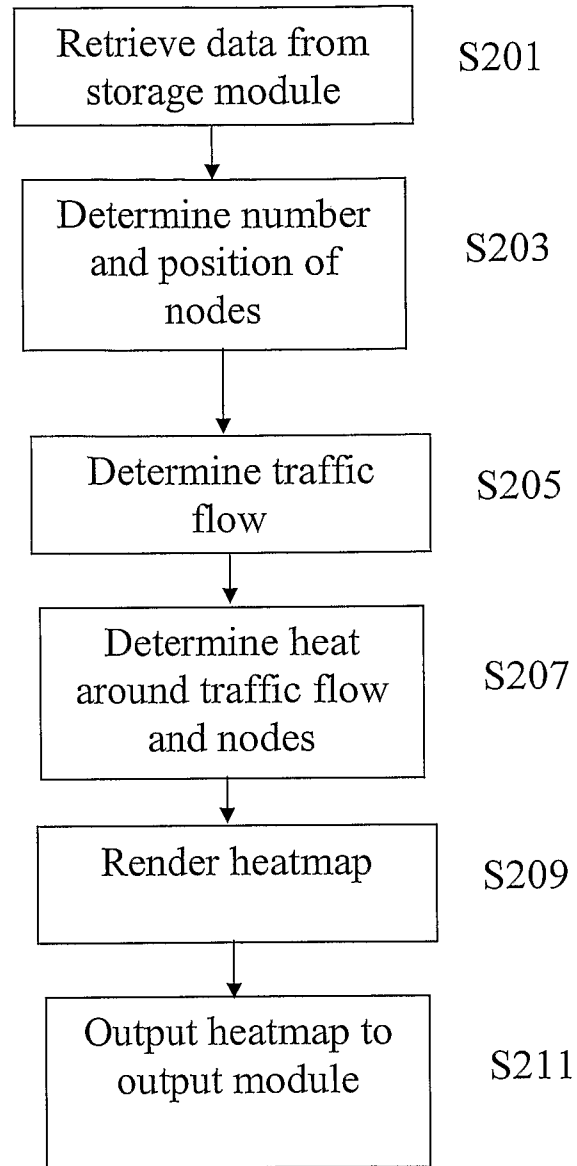 Retrieve data from
storage module
S201
Determine number
and position of
nodes
S203
Determine traffic
flow
S205
Determine heat
around traffic flow
and nodes
S207
Render heatmap
S209
Output heatmap to
output module
S211